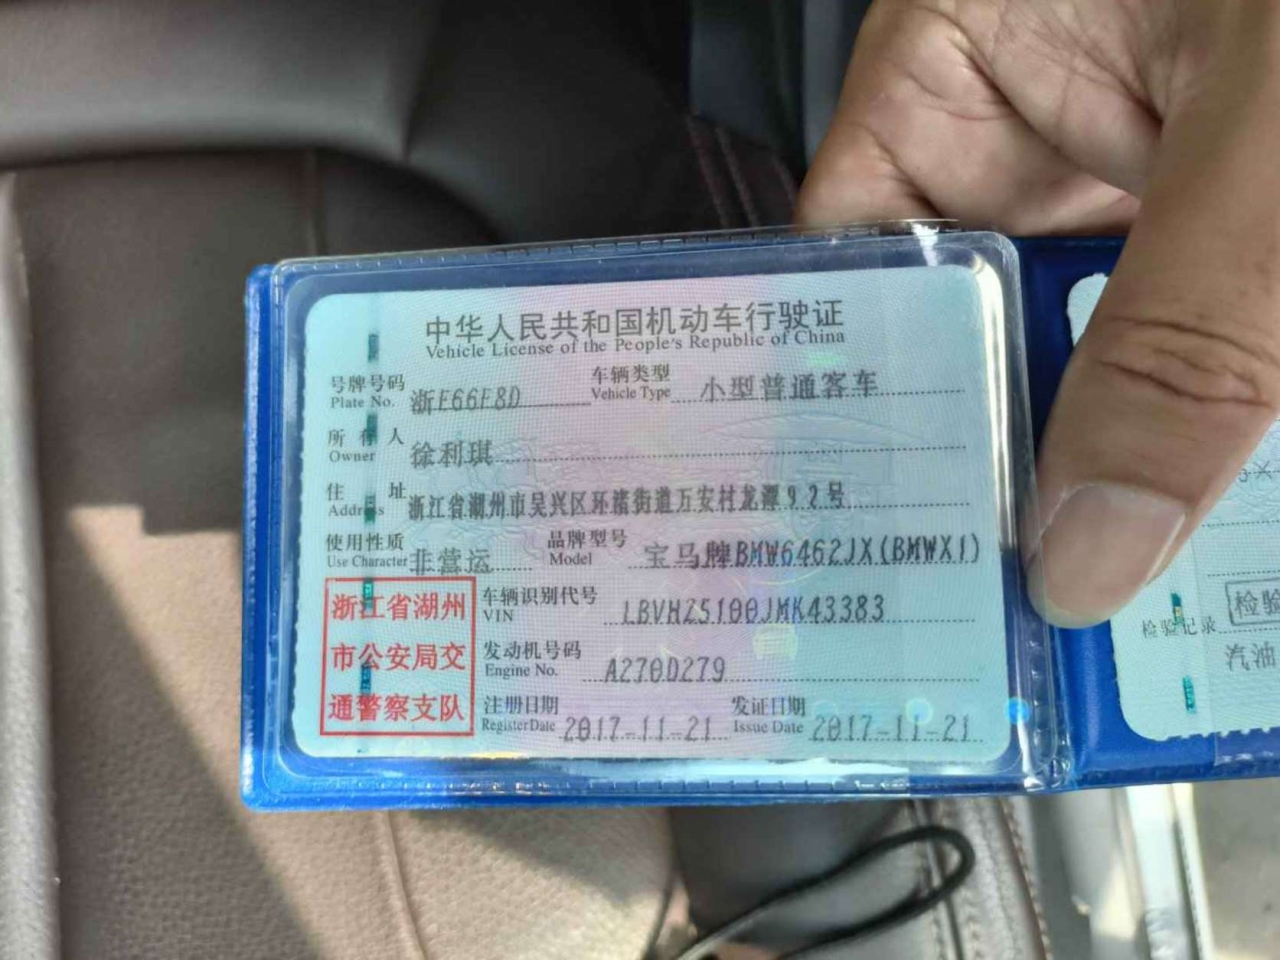 中华人民共和国机动车行驶证
Vehicle License of the People's Republic of China
号牌号码 浙E66F8D 车辆类型 小型普通客车
Plate No. Vehicle Type
所有人 徐利琪
Owner
住址 浙江省湖州市吴兴区环渚街道万安村龙潭92号
Address
使用性质 非营运 品牌型号 宝马牌BMW6462JX(BMWX1)
Use Character Model
浙江省湖州
市公安局交
通警察支队
车辆识别代号 LBVHZ5100JMK43383
VIN
发动机号码 A270D279
Engine No.
注册日期 2017-11-21 发证日期 2017-11-21
Register Date Issue Date
检验
检验记录
汽油